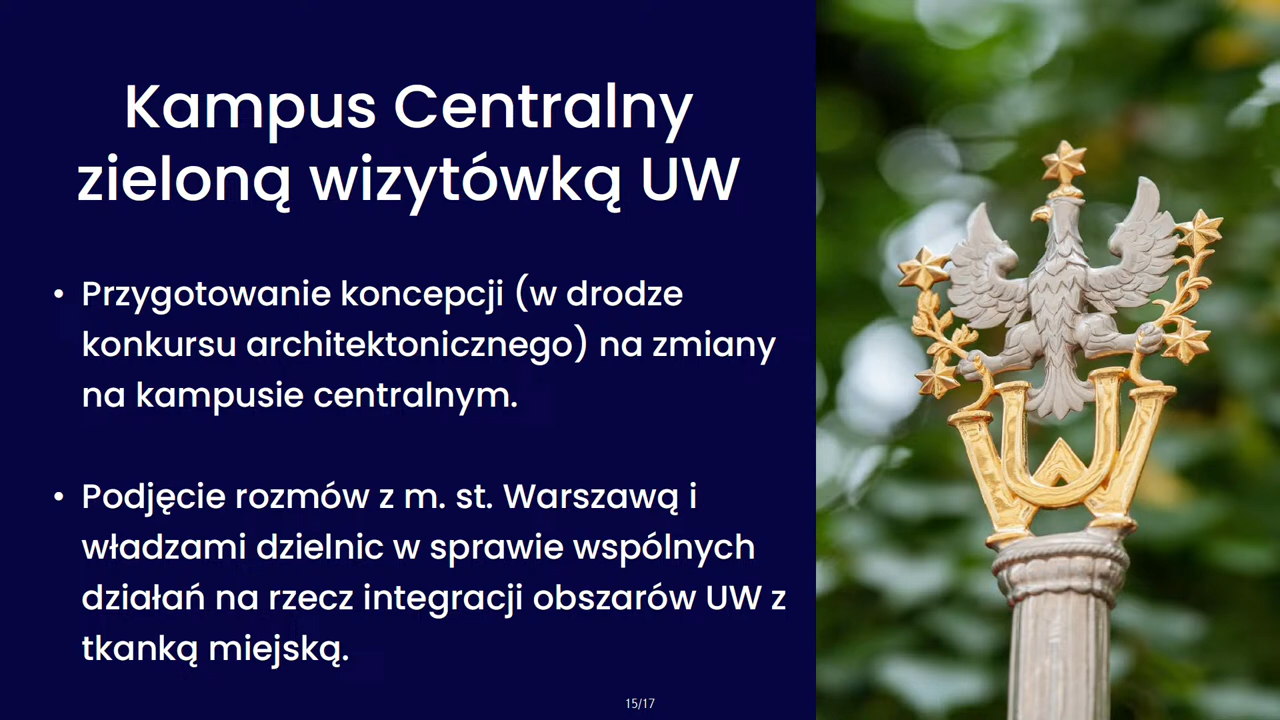 Kampus Centralny
zieloną wizytówką UW
• Przygotowanie koncepcji (w drodze
konkursu architektonicznego) na zmiany
na kampusie centralnym.
• Podjęcie rozmów z m. st. Warszawą i
władzami dzielnic w sprawie wspólnych
działań na rzecz integracji obszarów UW z
tkanką miejską.
15/17